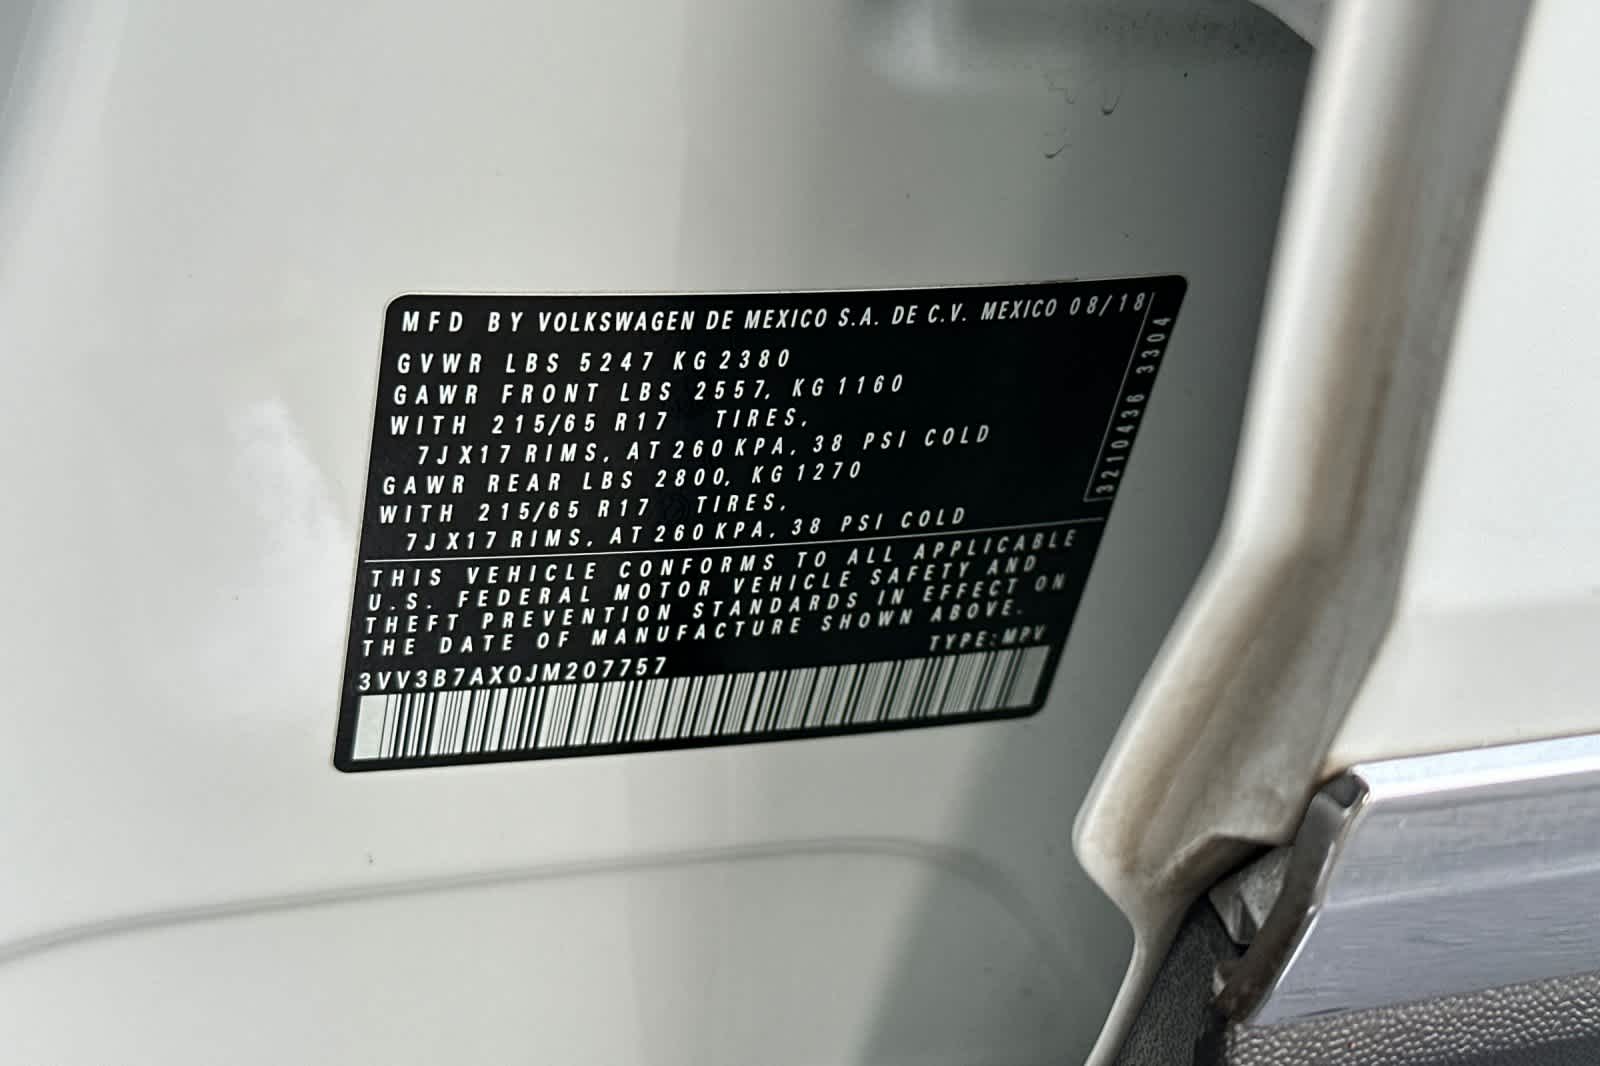 MFD BY VOLKSWAGEN DE MEXICO S.A. DE C.V. MEXICO 08/18
GVWR LBS 5247 KG 2380
GAWR FRONT LBS 2557, KG 1160
WITH 215/65 R17 TIRES,
7JX17 RIMS, AT 260 KPA, 38 PSI COLD
GAWR REAR LBS 2800, KG 1270
WITH 215/65 R17 TIRES,
7JX17 RIMS, AT 260 KPA, 38 PSI COLD
3210436 3304
THIS VEHICLE CONFORMS TO ALL APPLICABLE
U.S. FEDERAL MOTOR VEHICLE SAFETY AND
THEFT PREVENTION STANDARDS IN EFFECT ON
THE DATE OF MANUFACTURE SHOWN ABOVE.
TYPE: MPV
3VV3B7AX0JM207757